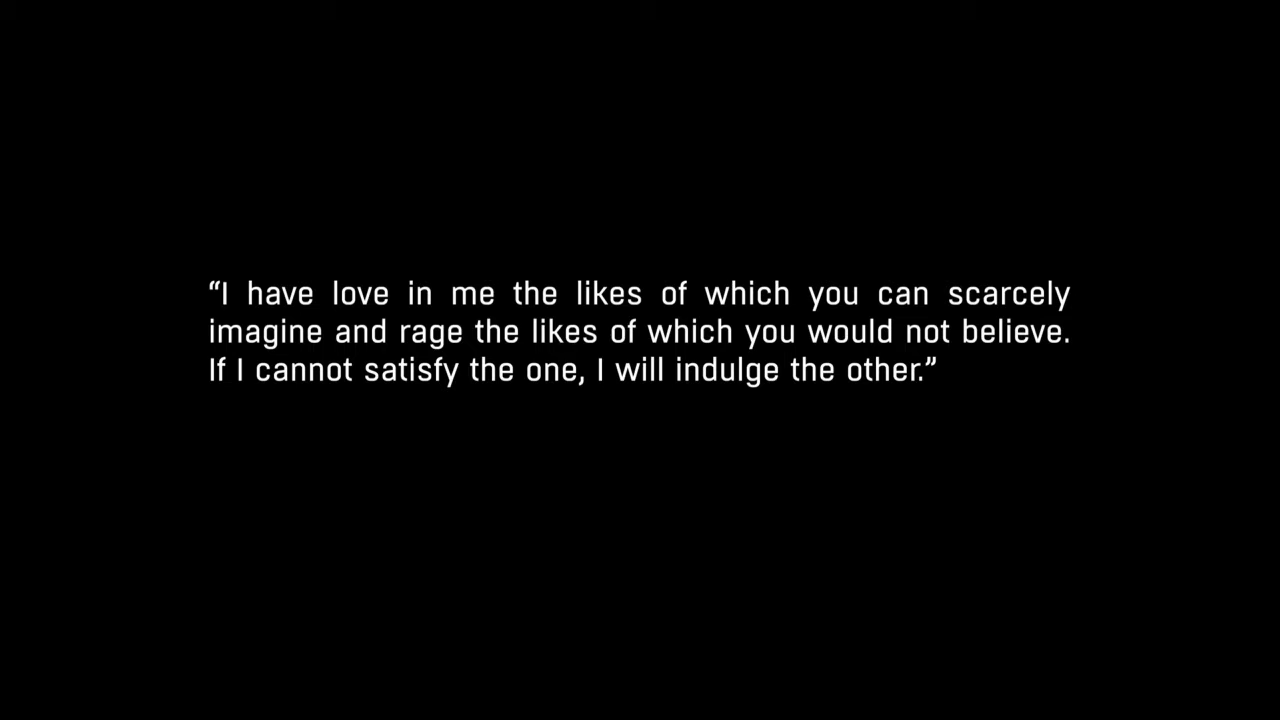 “I have love in me the likes of which you can scarcely
imagine and rage the likes of which you would not believe.
If I cannot satisfy the one, I will indulge the other.”